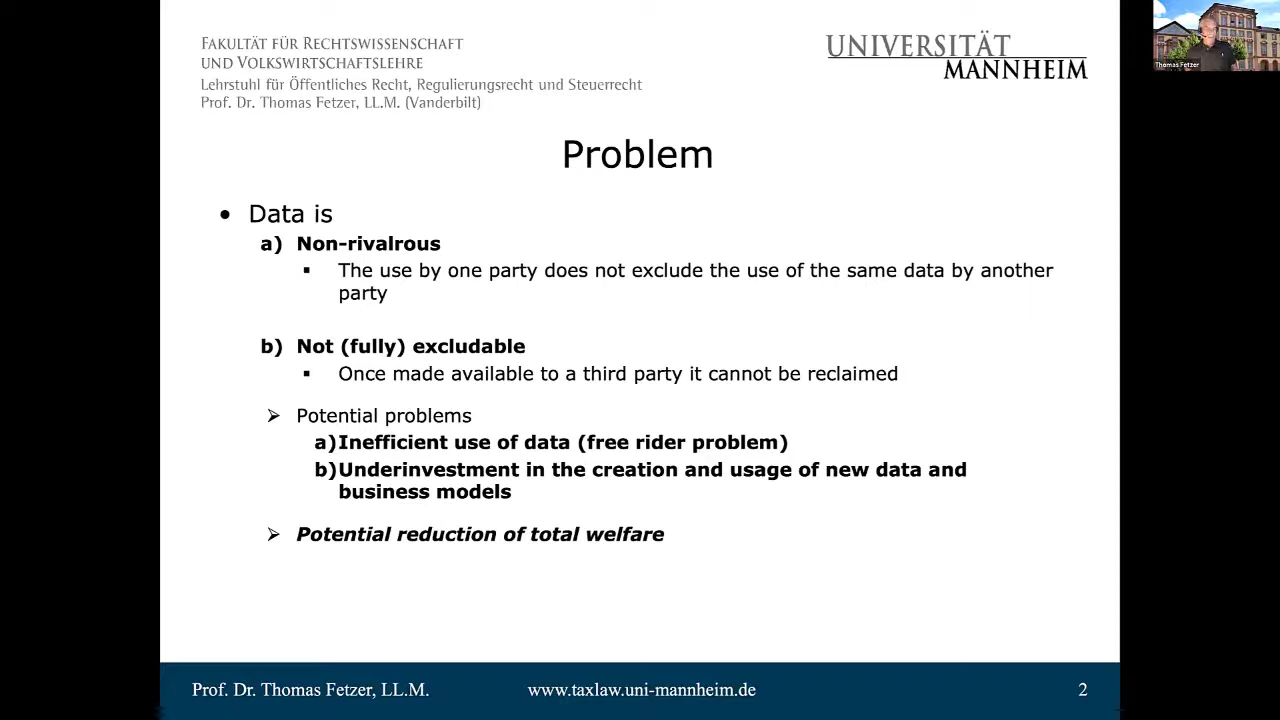 FAKULTÄT FÜR RECHTSWISSENSCHAFT
UND VOLKSWIRTSCHAFTSLEHRE
Lehrstuhl für Öffentliches Recht, Regulierungsrecht und Steuerrecht
Prof. Dr. Thomas Fetzer, LL.M. (Vanderbilt)
UNIVERSITÄT
MANNHEIM
Thomas Fetzer
Problem
• Data is
a) Non-rivalrous
▪ The use by one party does not exclude the use of the same data by another
party
b) Not (fully) excludable
▪ Once made available to a third party it cannot be reclaimed
➢ Potential problems
a)Inefficient use of data (free rider problem)
b)Underinvestment in the creation and usage of new data and
business models
➢ Potential reduction of total welfare
Prof. Dr. Thomas Fetzer, LL.M.
www.taxlaw.uni-mannheim.de
2